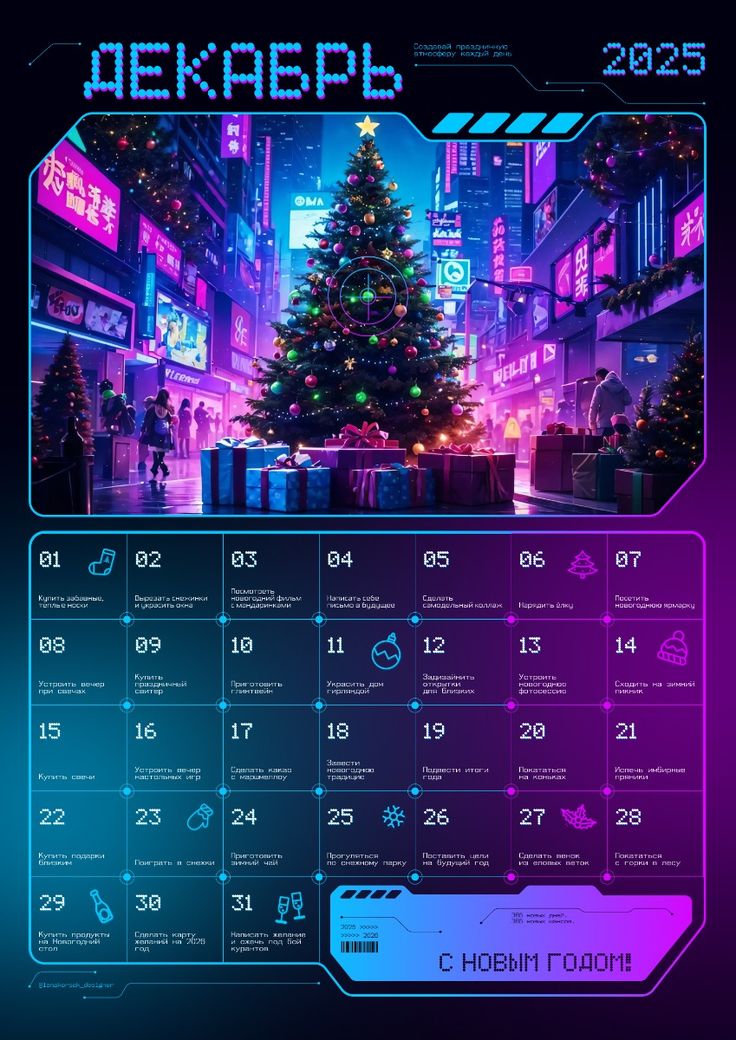 ДЕКАБРЬ
Создавай праздничную
атмосферу каждый день
2025
01
Купить забавные,
тёплые носки
02
Вырезать снежинки
и украсить окна
03
Посмотреть
новогодний фильм
с мандаринками
04
Написать себе
письмо в будущее
05
Сделать
самодельный коллаж
06
Нарядить ёлку
07
Посетить
новогоднюю ярмарку
08
Устроить вечер
при свечах
09
Купить
праздничный
свитер
10
Приготовить
глинтвейн
11
Украсить дом
гирляндой
12
Задизайнить
открытки
для близких
13
Устроить
новогоднюю
фотосессию
14
Сходить на зимний
пикник
15
Купить свечи
16
Устроить вечер
настольных игр
17
Сделать какао
с маршмеллоу
18
Завести
новогоднюю
традицию
19
Подвести итоги
года
20
Покататься
на коньках
21
Испечь имбирные
пряники
22
Купить подарки
близким
23
Поиграть в снежки
24
Приготовить
зимний чай
25
Прогуляться
по снежному парку
26
Поставить цели
на будущий год
27
Сделать венок
из еловых веток
28
Покататься
с горки в лесу
29
Купить продукты
на Новогодний
стол
30
Сделать карту
желаний на 2026
год
31
Написать желание
и сжечь под бой
курантов
365 новых дней.
365 новых шансов.
2025 >>>>>
>>>>> 2026
С НОВЫМ ГОДОМ!